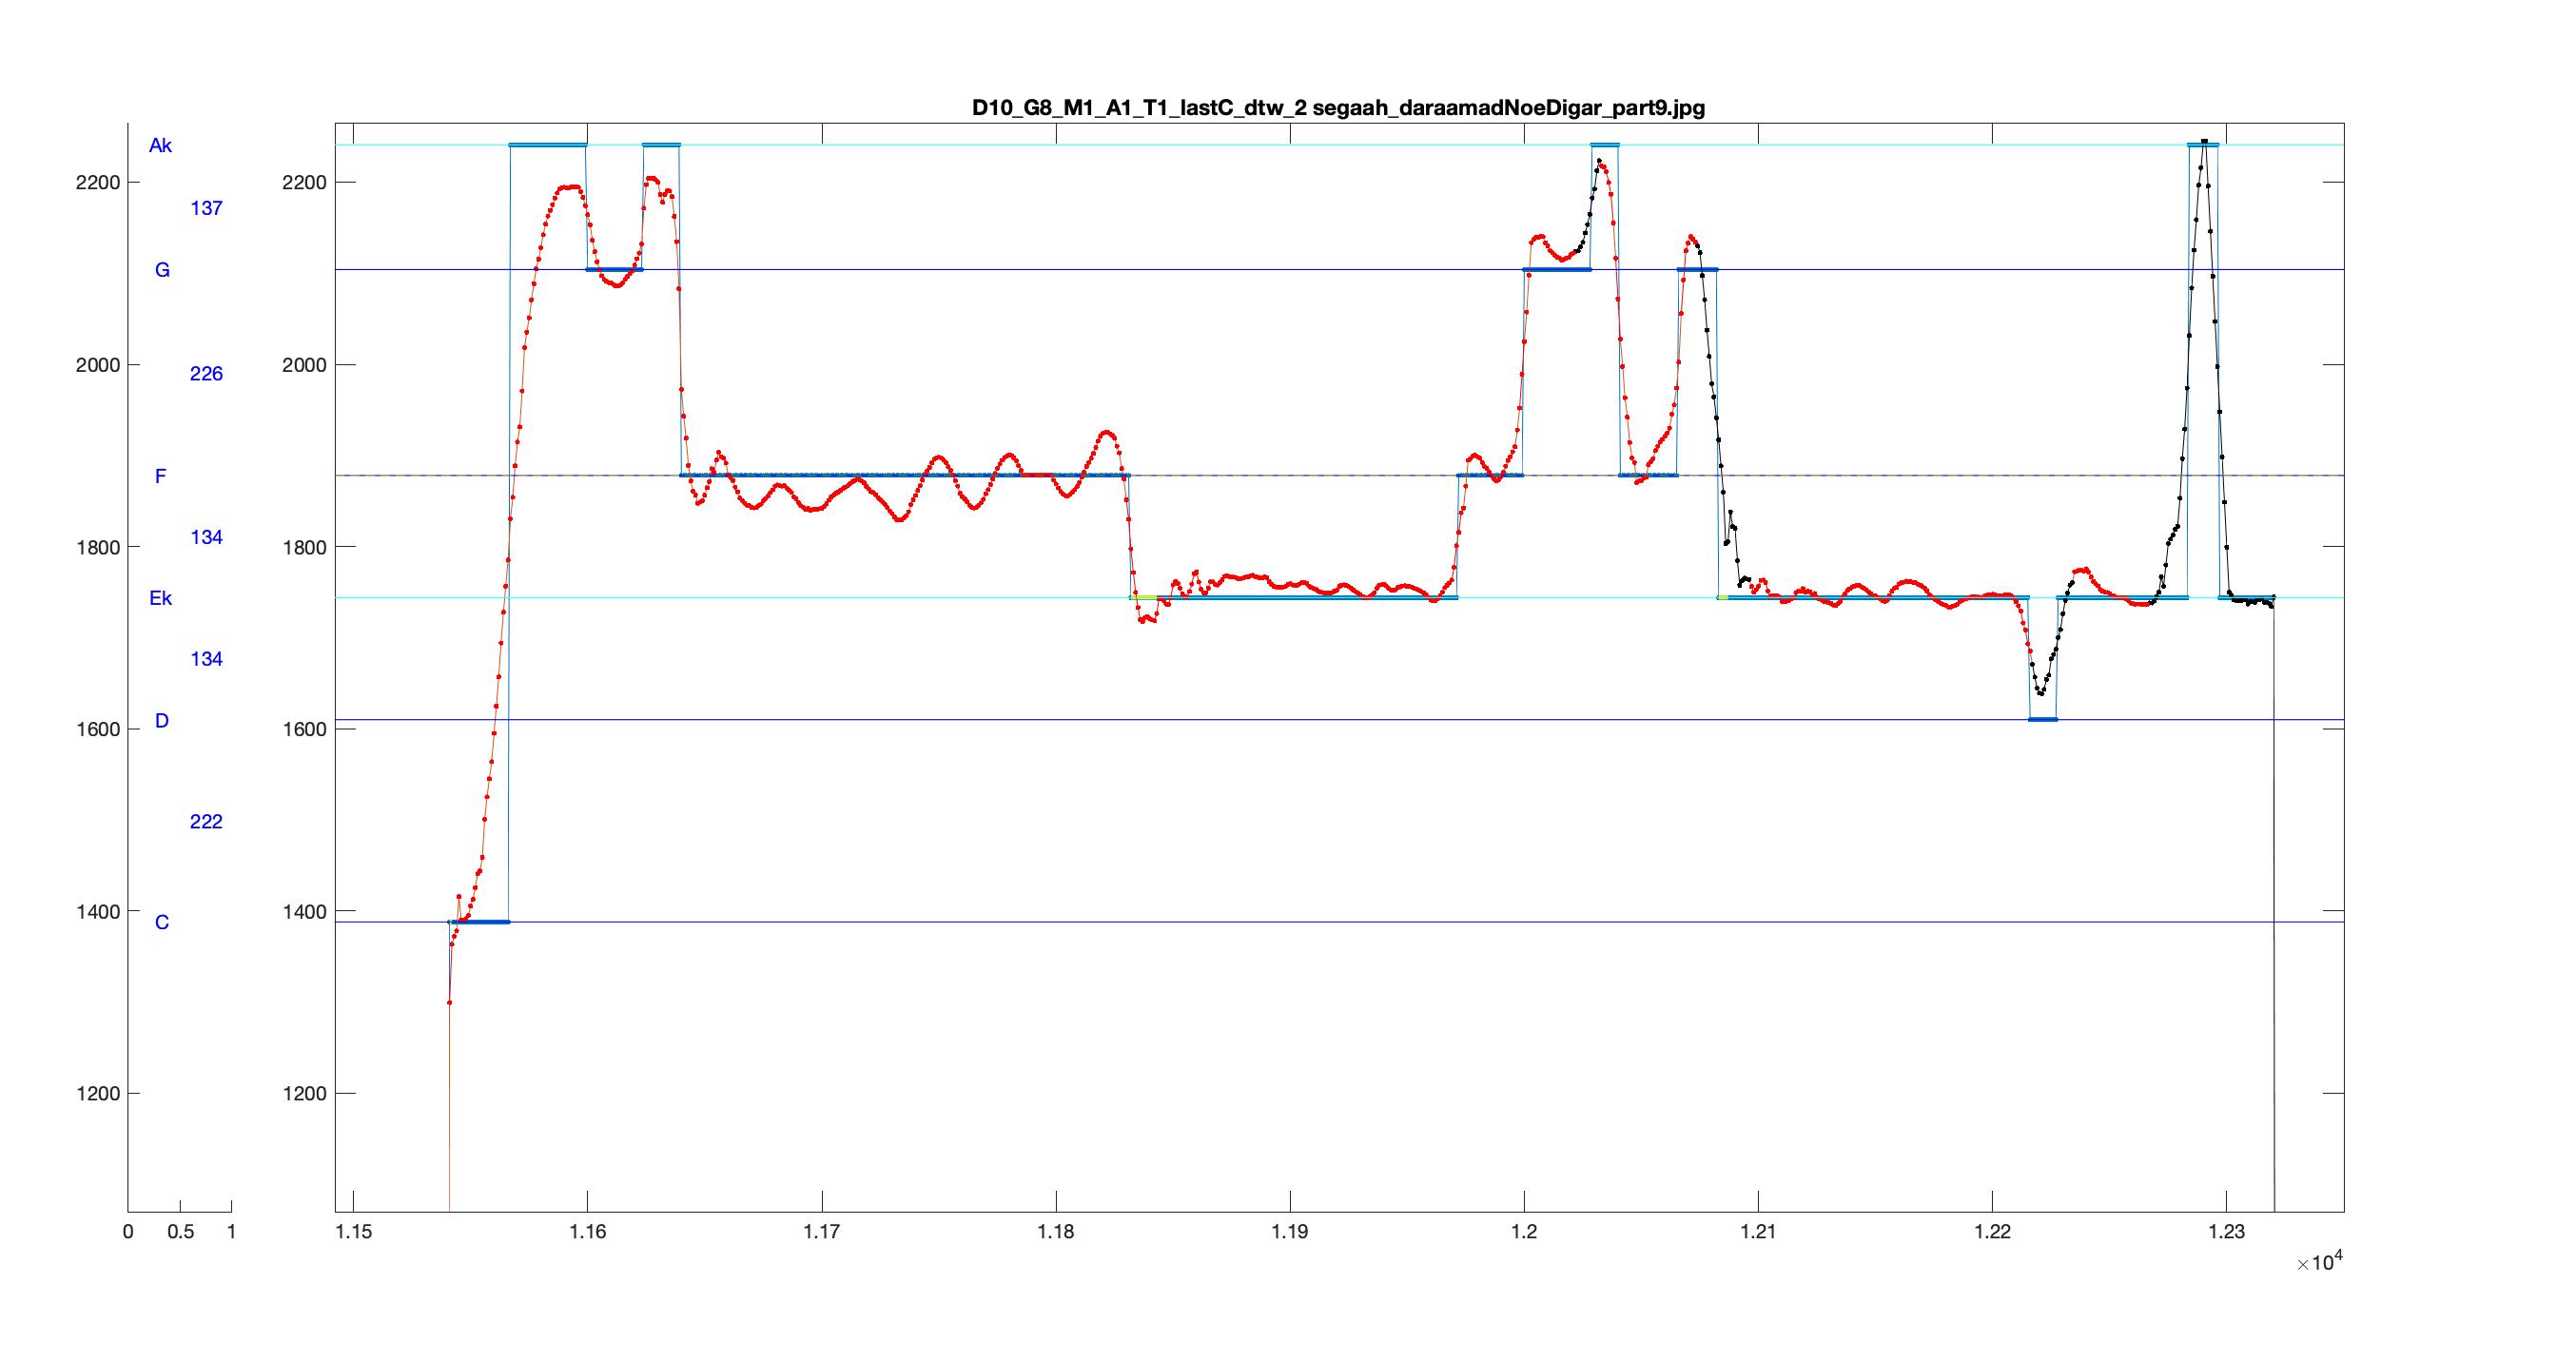 D10_G8_M1_A1_T1_lastC_dtw_2 segaah_daraamadNoeDigar_part9.jpg
Ak
2200 2200
137
G
226
2000 2000
F
134
1800 1800
Ek
134
D
1600 1600
222
1400 1400
C
1200 1200
0 0.5 1 1.15 1.16 1.17 1.18 1.19 1.2 1.21 1.22 1.23
×10⁴